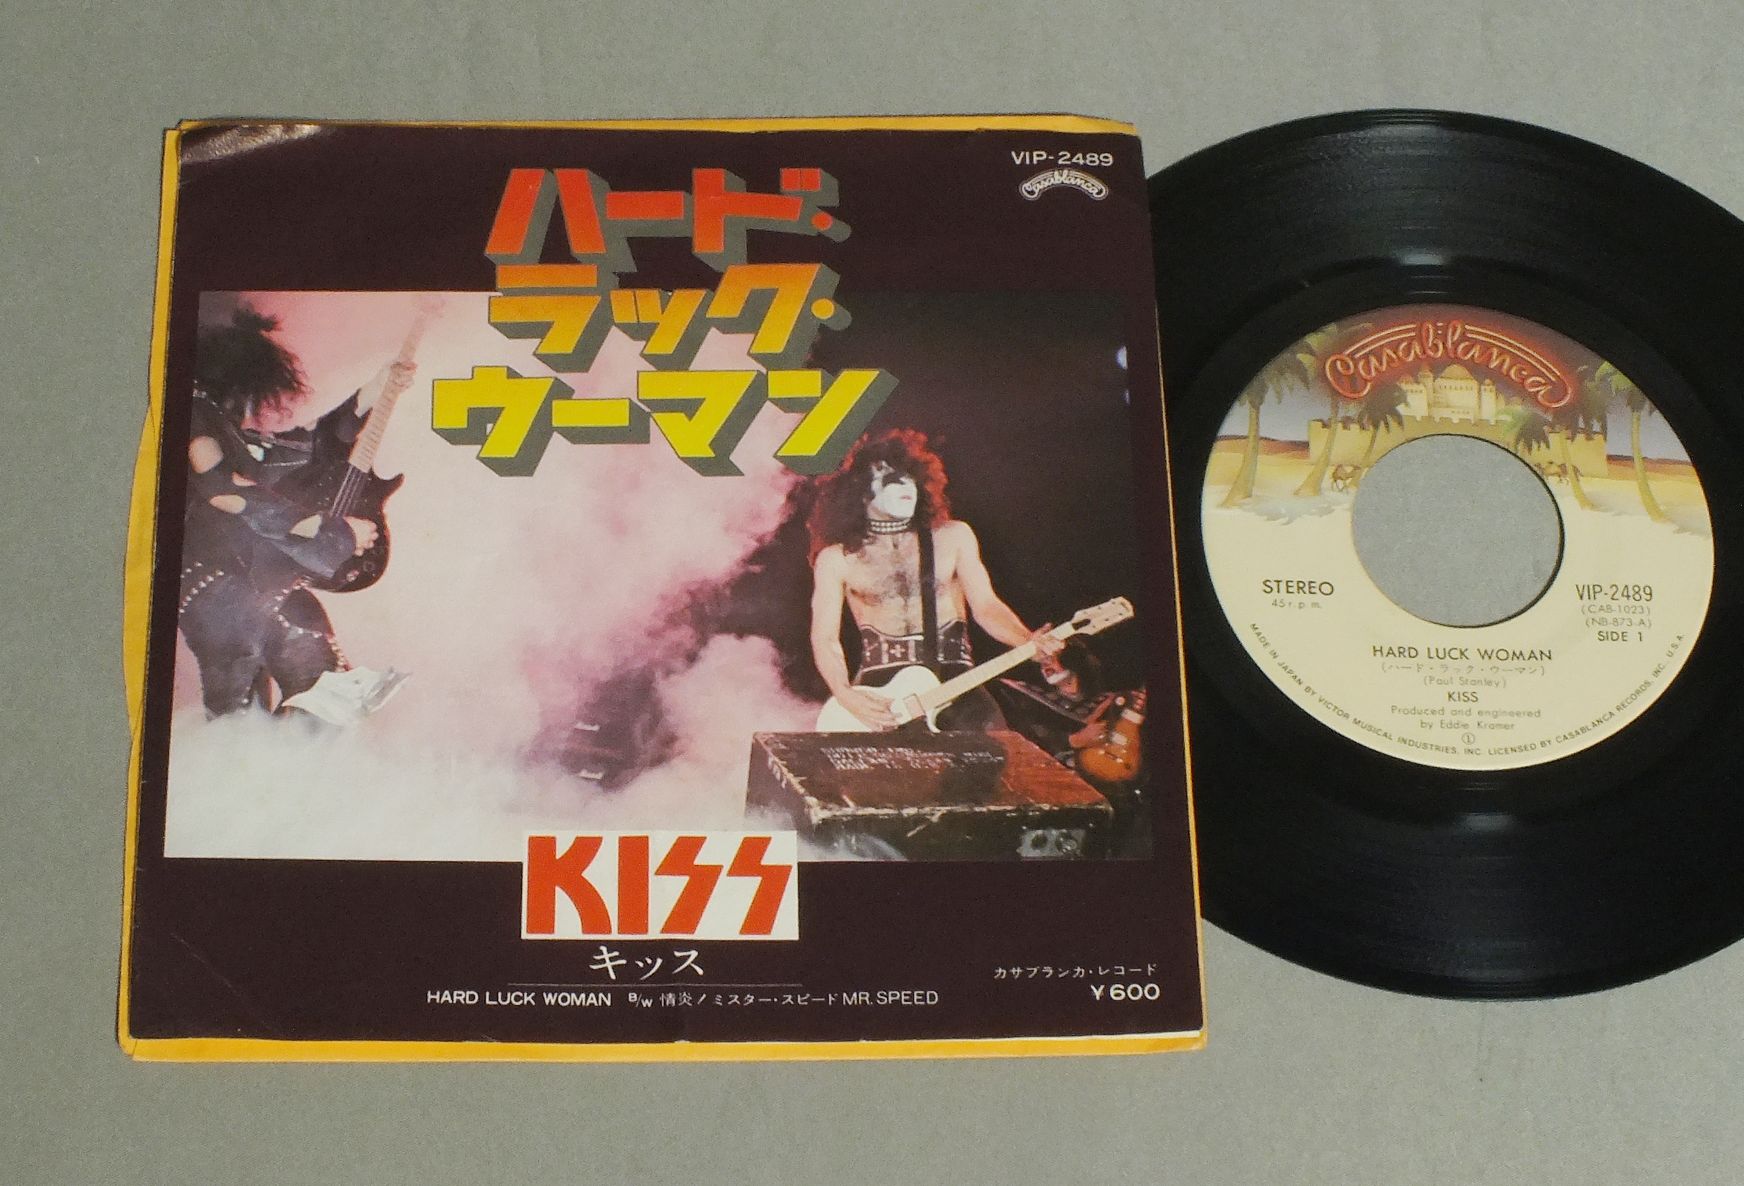 VIP-2489
Casablanca
ハード・
ラック・
ウーマン
KISS
キッス
HARD LUCK WOMAN B/W 情炎!ミスター・スピード MR. SPEED
カサブランカ・レコード
¥600
Casablanca
STEREO
45 r.p.m.
VIP-2489
(CAB-1023)
(NB-873-A)
SIDE 1
HARD LUCK WOMAN
(ハード・ラック・ウーマン)
(Paul Stanley)
KISS
Produced and engineered
by Eddie Kramer
①
MADE IN JAPAN BY VICTOR MUSICAL INDUSTRIES, INC. LICENSED BY CASABLANCA RECORDS, INC. U.S.A.